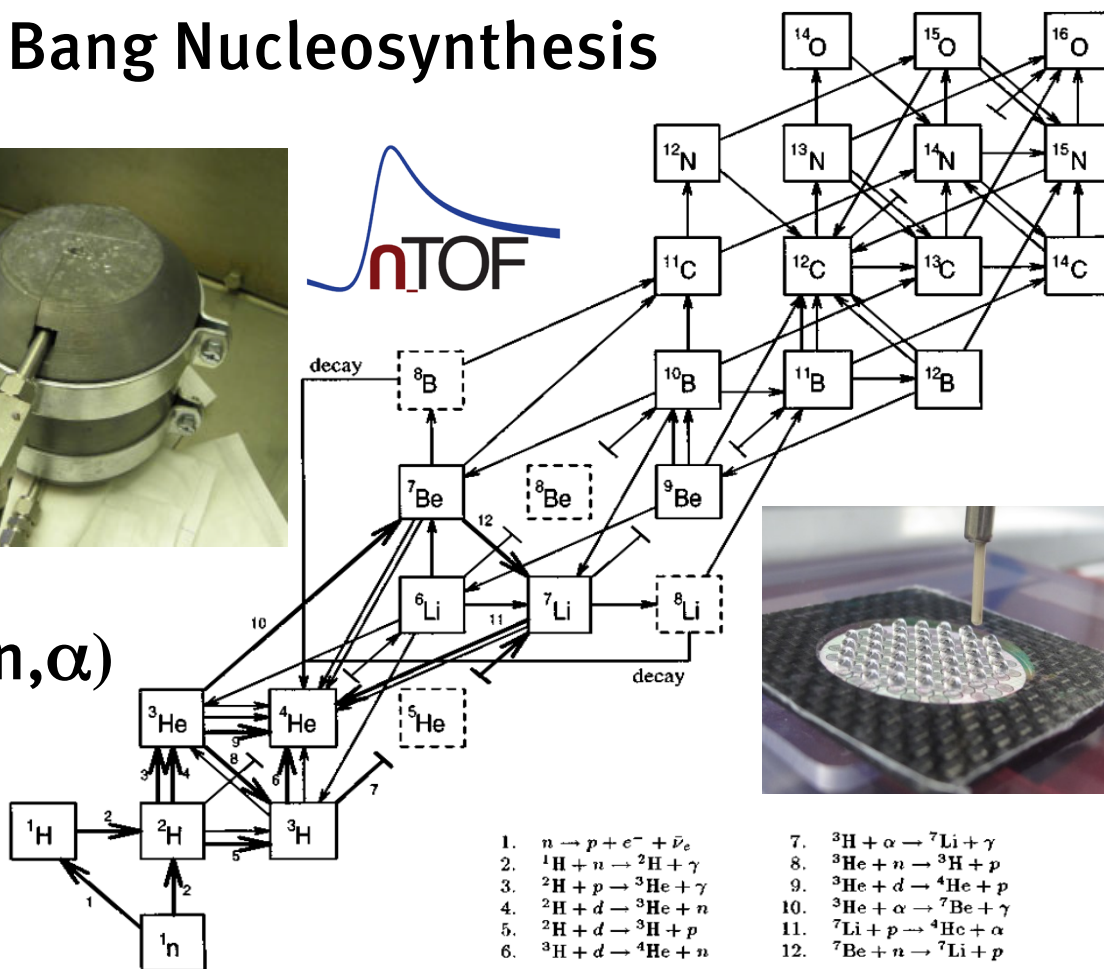 Bang Nucleosynthesis
¹⁴O ¹⁵O ¹⁶O
¹²N ¹³N ¹⁴N ¹⁵N
n_TOF
¹¹C ¹²C ¹³C ¹⁴C
decay
⁸B ¹⁰B ¹¹B ¹²B
⁷Be ⁸Be ⁹Be
12
⁶Li ⁷Li ⁸Li
11
10
n,α)
decay
³He ⁴He ⁵He
9
8
3 4 6 7
¹H ²H ³H
2
5
1 2
¹n
1. n → p + e⁻ + ν̄ₑ
2. ¹H + n → ²H + γ
3. ²H + p → ³He + γ
4. ²H + d → ³He + n
5. ²H + d → ³H + p
6. ³H + d → ⁴He + n
7. ³H + α → ⁷Li + γ
8. ³He + n → ³H + p
9. ³He + d → ⁴He + p
10. ³He + α → ⁷Be + γ
11. ⁷Li + p → ⁴He + α
12. ⁷Be + n → ⁷Li + p